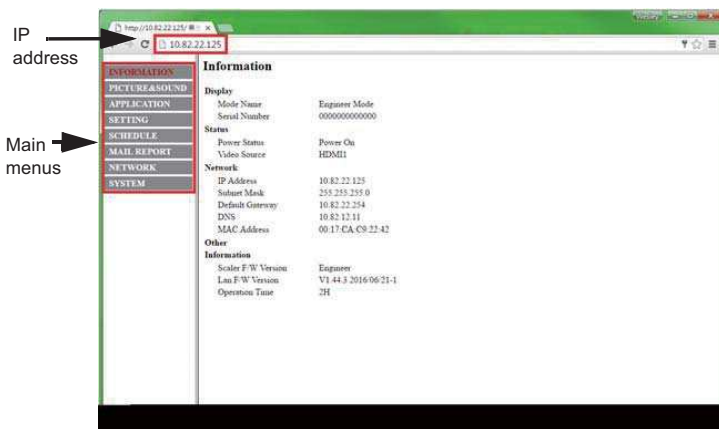 IP address
http://10.82.22.125/
10.82.22.125
Main menus
INFORMATION
PICTURE&SOUND
APPLICATION
SETTING
SCHEDULE
MAIL REPORT
NETWORK
SYSTEM
Information
Display
Mode Name Engineer Mode
Serial Number 0000000000000
Status
Power Status Power On
Video Source HDMI1
Network
IP Address 10.82.22.125
Subnet Mask 255.255.255.0
Default Gateway 10.82.22.254
DNS 10.82.12.11
MAC Address 00:17:CA:C9:22:42
Other
Information
Scaler F/W Version Engineer
Lan F/W Version V1.44.3 2016/06/21-1
Operation Time 2H